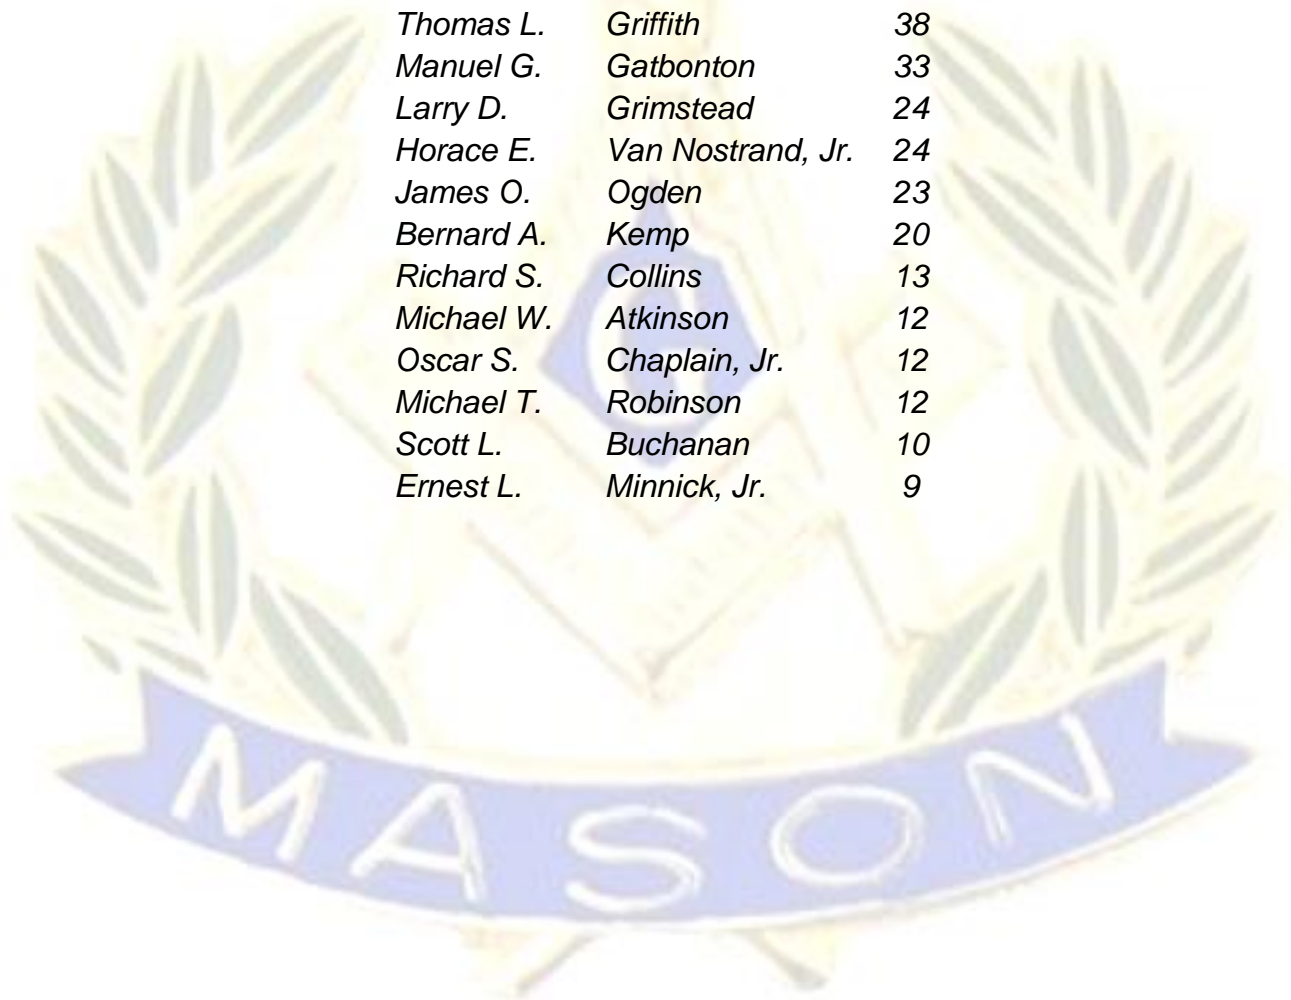 Thomas L. Griffith 38
Manuel G. Gatbonton 33
Larry D. Grimstead 24
Horace E. Van Nostrand, Jr. 24
James O. Ogden 23
Bernard A. Kemp 20
Richard S. Collins 13
Michael W. Atkinson 12
Oscar S. Chaplain, Jr. 12
Michael T. Robinson 12
Scott L. Buchanan 10
Ernest L. Minnick, Jr. 9
G
MASON